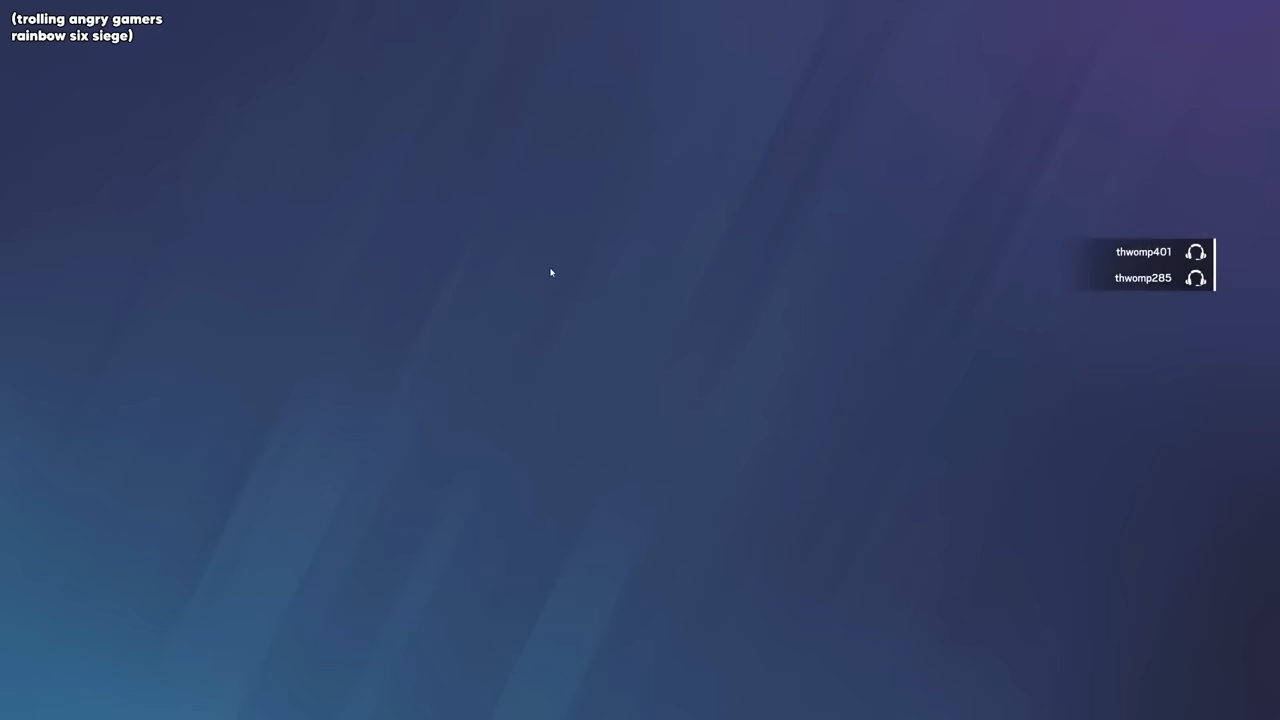 (trolling angry gamers
rainbow six siege)
thwomp401
thwomp285